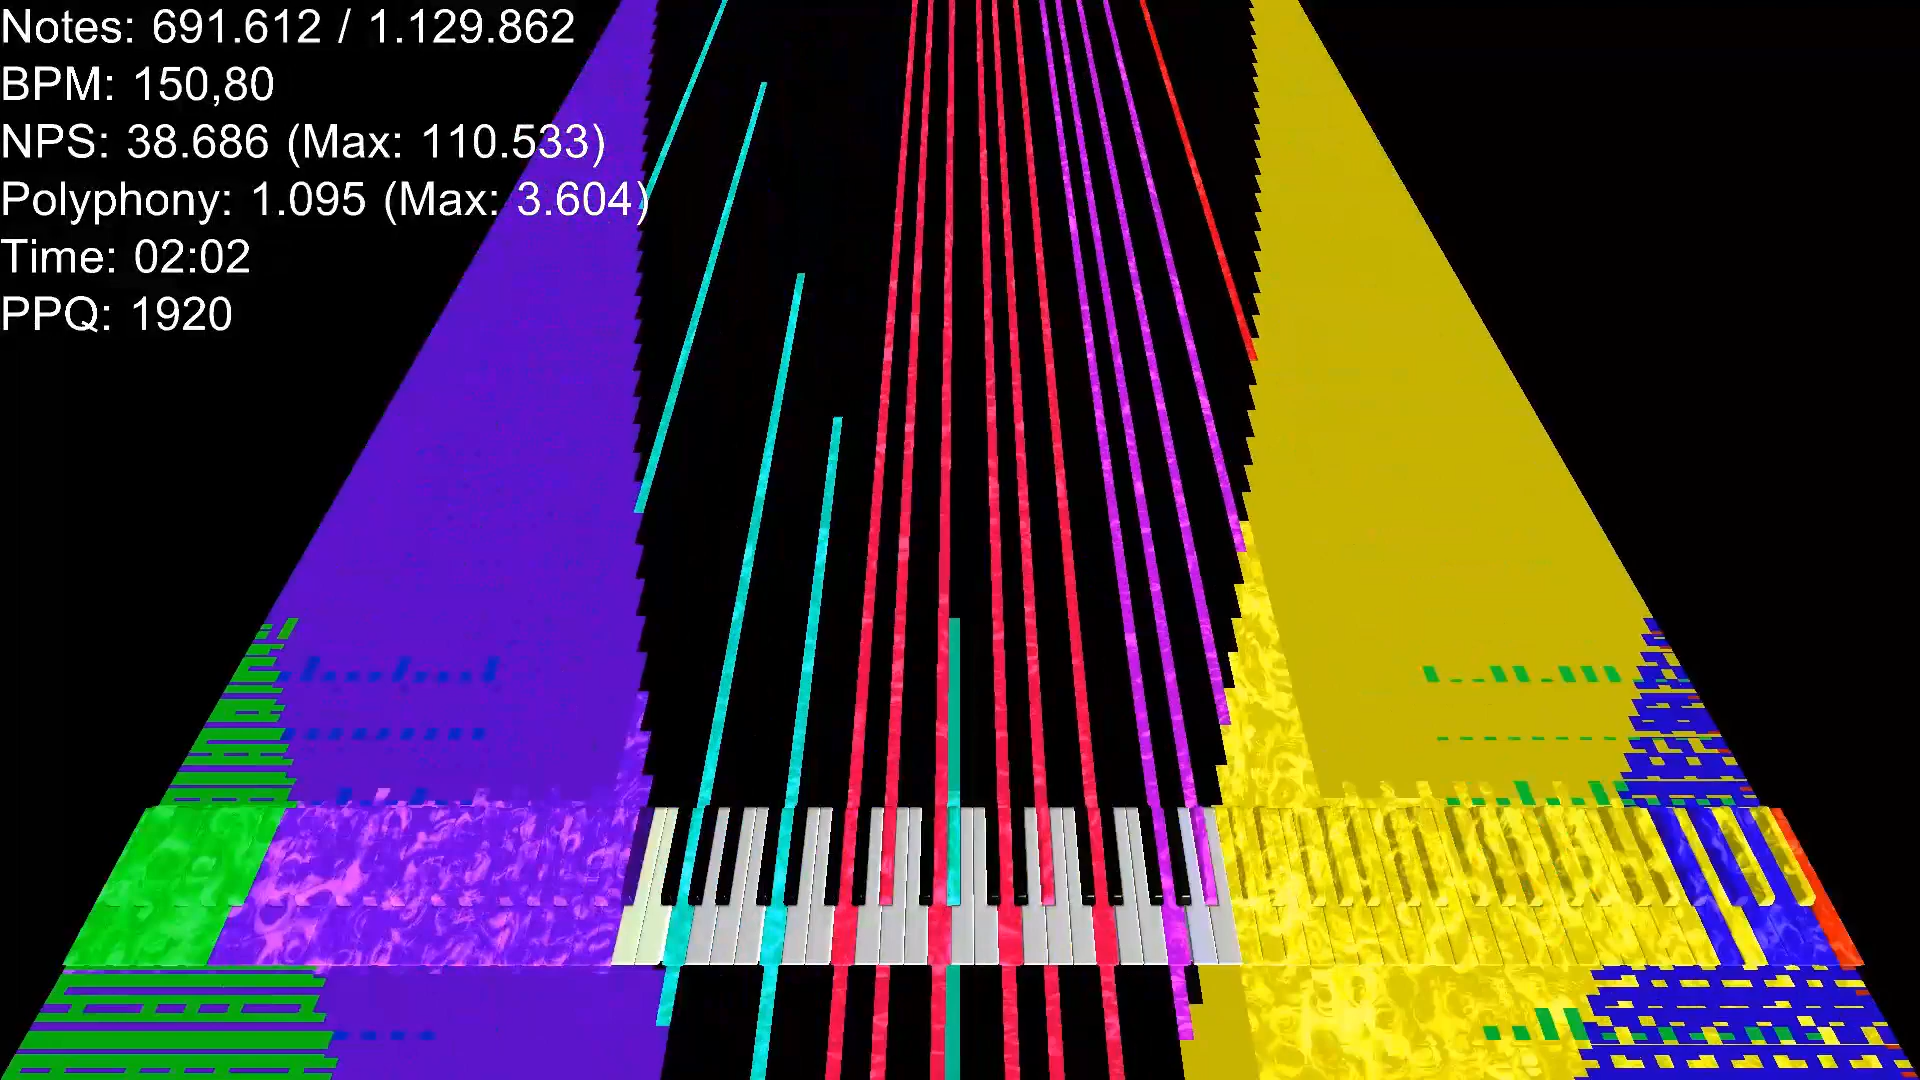 Notes: 691.612 / 1.129.862
BPM: 150,80
NPS: 38.686 (Max: 110.533)
Polyphony: 1.095 (Max: 3.604)
Time: 02:02
PPQ: 1920